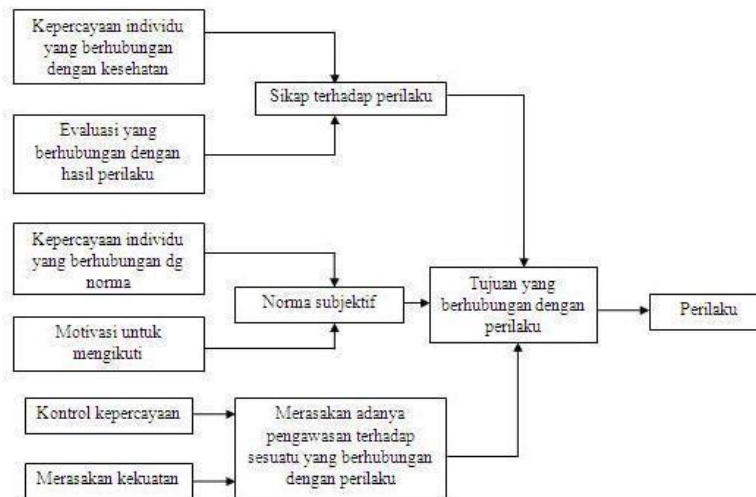 Kepercayaan individu
yang berhubungan
dengan kesehatan
Sikap terhadap perilaku
Evaluasi yang
berhubungan dengan
hasil perilaku
Kepercayaan individu
yang berhubungan dg
norma
Norma subjektif
Motivasi untuk
mengikuti
Tujuan yang
berhubungan dengan
perilaku
Perilaku
Kontrol kepercayaan
Merasakan adanya
pengawasan terhadap
sesuatu yang berhubungan
dengan perilaku
Merasakan kekuatan